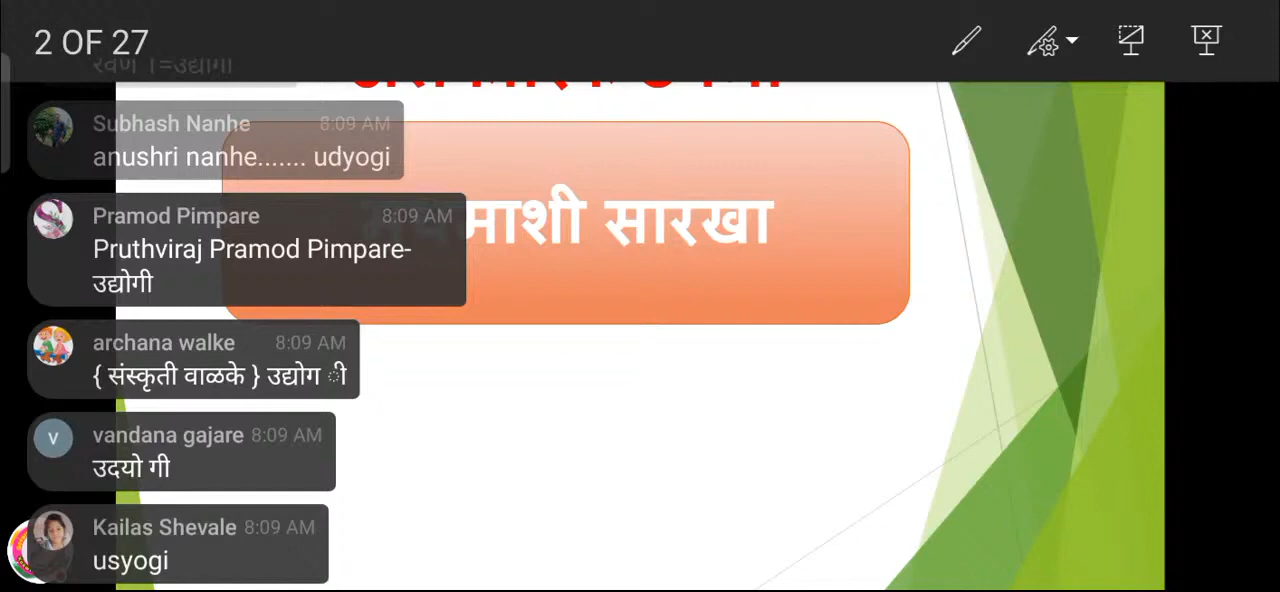 2 OF 27
Subhash Nanhe 8:09 AM
anushri nanhe....... udyogi
Pramod Pimpare 8:09 AM
Pruthviraj Pramod Pimpare-
उद्योगी
माशी सारखा
archana walke 8:09 AM
{ संस्कृती वाळके } उद्योग ी
vandana gajare 8:09 AM
V
उदयो गी
Kailas Shevale 8:09 AM
usyogi